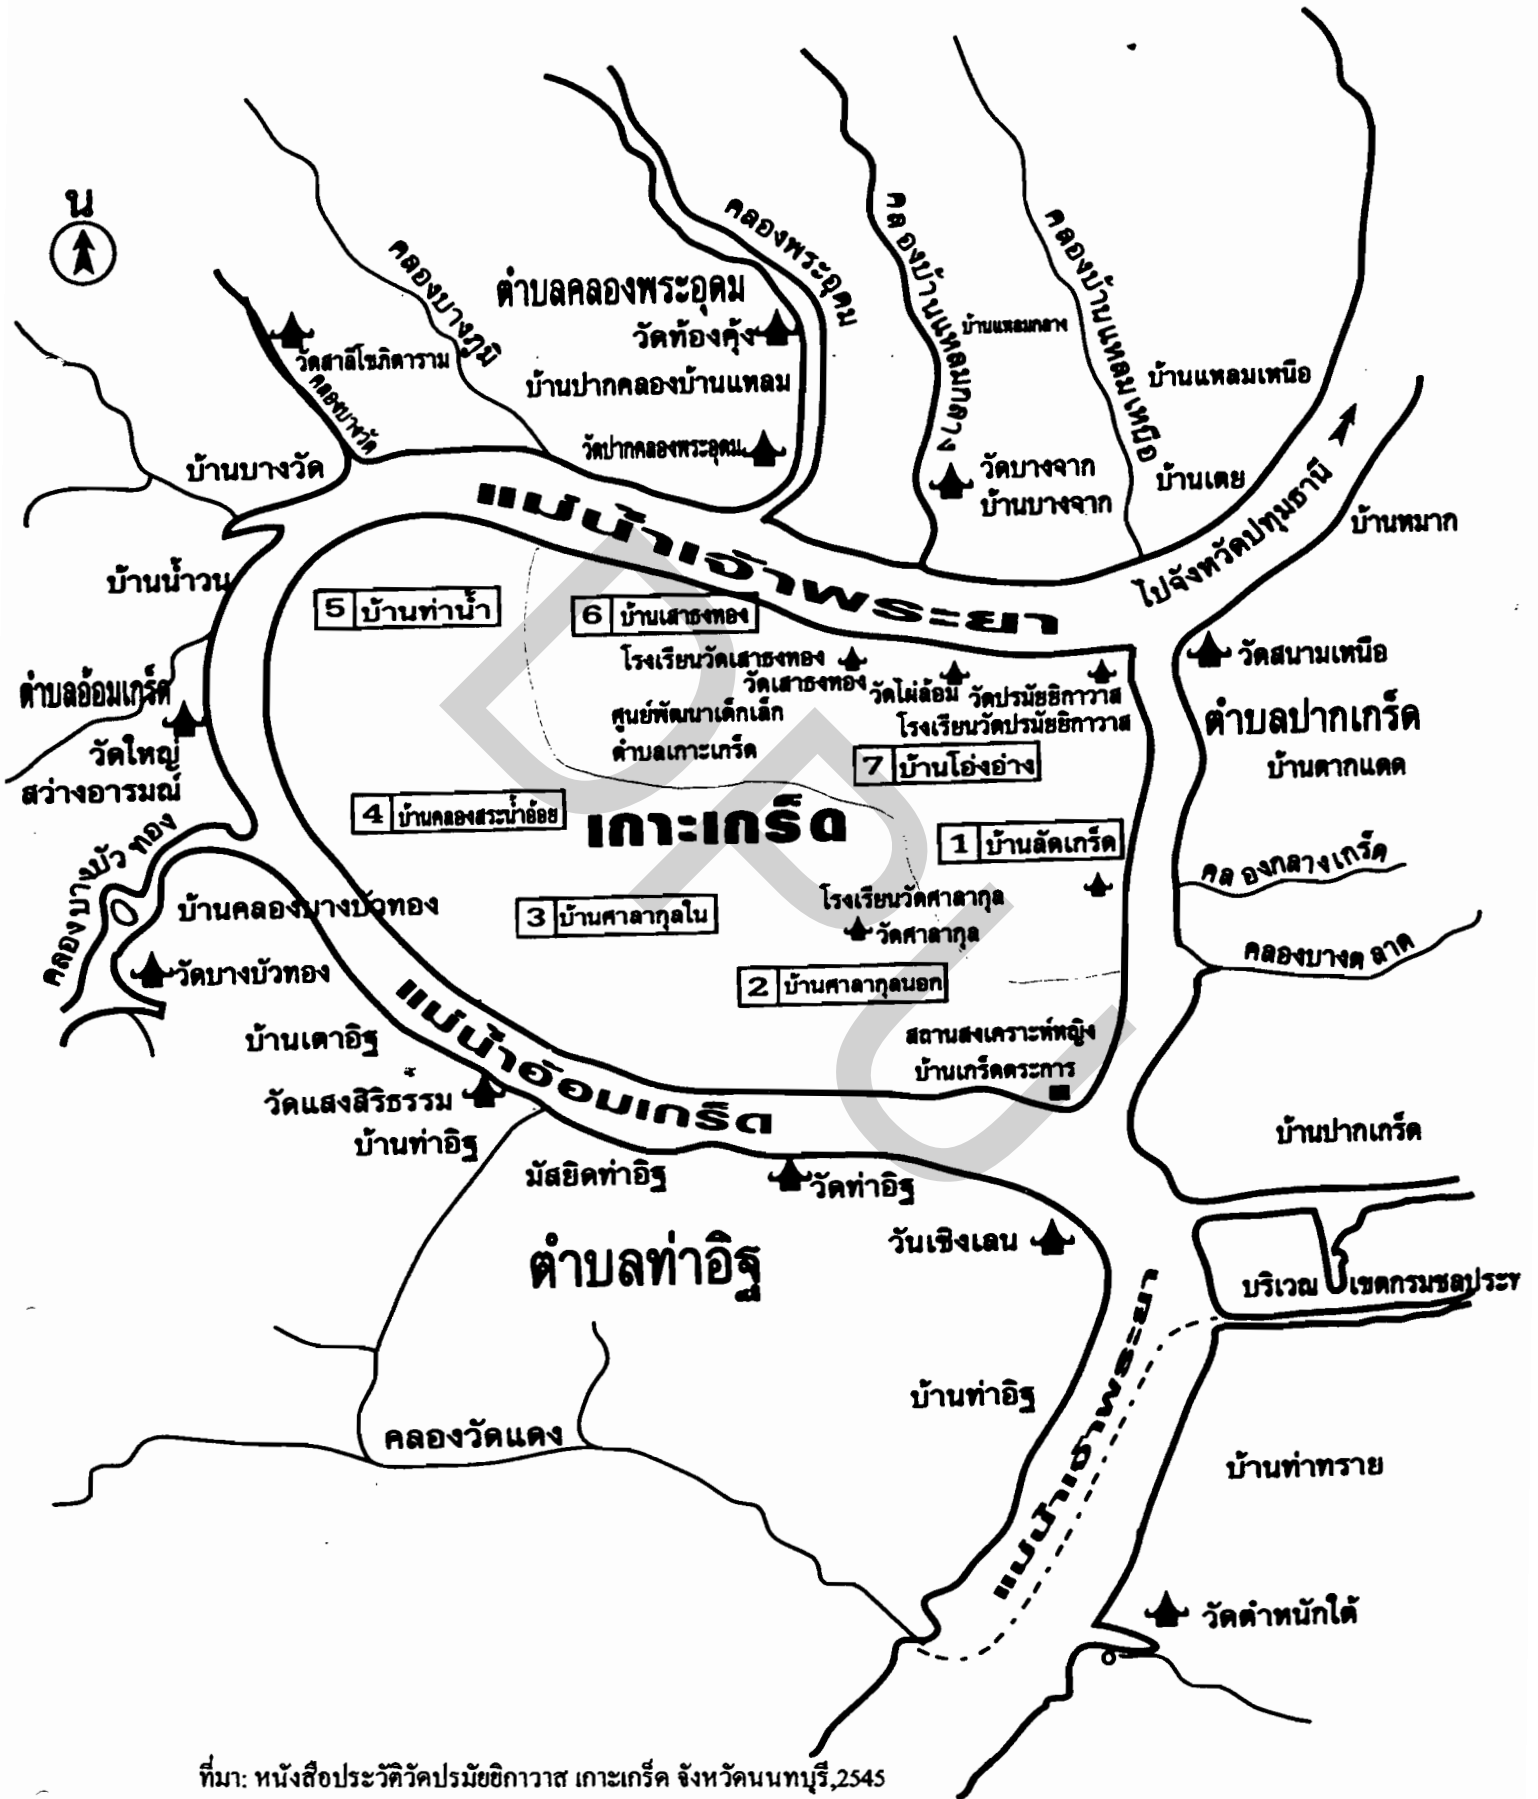 น
คลองบางภูมิ
ตำบลคลองพระอุดม
คลองพระอุดม
คลองบ้านแหลมกลาง
คลองบ้านแหลมเหนือ
บ้านแหลมกลาง
วัดท้องคุ้ง
วัดสาลีโขภิตาราม
คลองบางวัด
บ้านปากคลองบ้านแหลม
บ้านแหลมเหนือ
วัดปากคลองพระอุดม
บ้านบางวัด
วัดบางจาก
บ้านบางจาก
บ้านเตย
ไปจังหวัดปทุมธานี
บ้านหมาก
แม่น้ำเจ้าพระยา
บ้านน้ำวน
5 บ้านท่าน้ำ
6 บ้านเสาธงทอง
โรงเรียนวัดเสาธงทอง
วัดเสาธงทอง
วัดไผ่ล้อม
วัดปรมัยยิกาวาส
โรงเรียนวัดปรมัยยิกาวาส
วัดสนามเหนือ
ตำบลอ้อมเกร็ด
ศูนย์พัฒนาเด็กเล็ก
ตำบลเกาะเกร็ด
ตำบลปากเกร็ด
บ้านตากแดด
วัดใหญ่
สว่างอารมณ์
7 บ้านโอ่งอ่าง
4 บ้านคลองสระน้ำอ้อย
เกาะเกร็ด
1 บ้านลัดเกร็ด
คลองกลางเกร็ด
คลองบางบัวทอง
บ้านคลองบางบัวทอง
3 บ้านศาลากุลใน
โรงเรียนวัดศาลากุล
วัดศาลากุล
คลองบางตลาด
วัดบางบัวทอง
2 บ้านศาลากุลนอก
แม่น้ำอ้อมเกร็ด
บ้านเตาอิฐ
สถานสงเคราะห์หญิง
บ้านเกร็ดตระการ
วัดแสงสิริธรรม
บ้านท่าอิฐ
บ้านปากเกร็ด
มัสยิดท่าอิฐ
วัดท่าอิฐ
วันเชิงเลน
ตำบลท่าอิฐ
บริเวณ เขตกรมชลประท
แม่น้ำเจ้าพระยา
บ้านท่าอิฐ
คลองวัดแดง
บ้านท่าทราย
วัดตำหนักใต้
ที่มา: หนังสือประวัติวัดปรมัยยิกาวาส เกาะเกร็ด จังหวัดนนทบุรี,2545
DPU